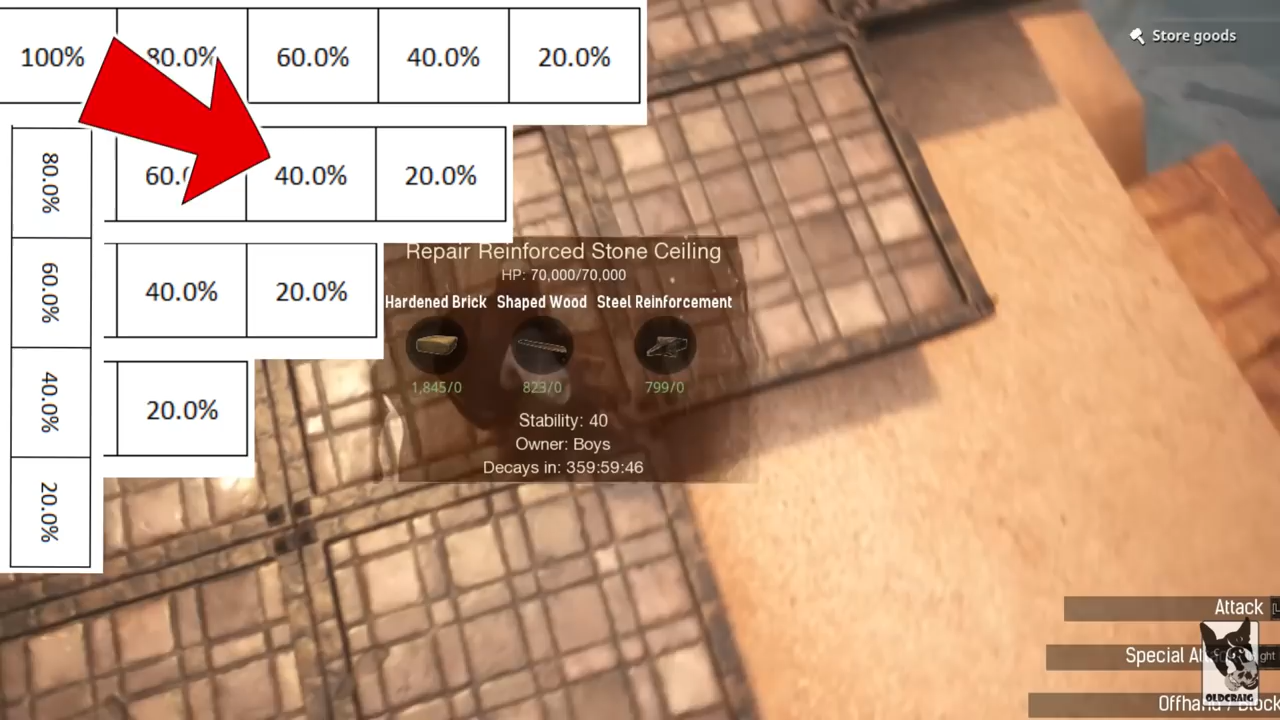 Store goods
100% 80.0% 60.0% 40.0% 20.0%
80.0% 60. 40.0% 20.0%
60.0% 40.0% 20.0%
40.0% 20.0%
20.0%
Repair Reinforced Stone Ceiling
HP: 70,000/70,000
Hardened Brick Shaped Wood Steel Reinforcement
1,845/0 823/0 799/0
Stability: 40
Owner: Boys
Decays in: 359:59:46
Attack
Special
Offhand / Block
OLDCRAIG